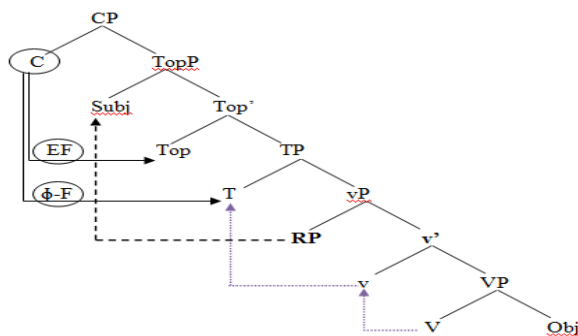 CP
C TopP
Subj Top’
EF Top TP
ϕ-F T vP
RP v’
v VP
V Obj